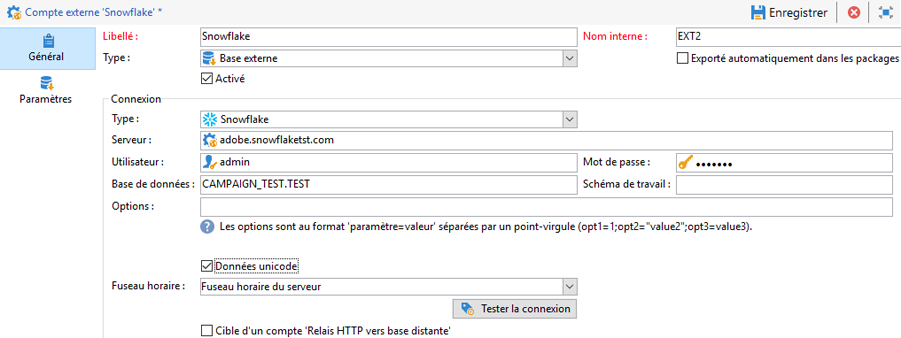 Compte externe 'Snowflake' *
Enregistrer
Général
Paramètres
Libellé : Snowflake Nom interne : EXT2
Type : Base externe Exporté automatiquement dans les packages
Activé
Connexion
Type : Snowflake
Serveur : adobe.snowflaketst.com
Utilisateur : admin Mot de passe : •••••••
Base de données : CAMPAIGN_TEST.TEST Schéma de travail :
Options :
? Les options sont au format 'paramètre=valeur' séparées par un point-virgule (opt1=1;opt2="value2";opt3=value3).
Données unicode
Fuseau horaire : Fuseau horaire du serveur
Tester la connexion
Cible d'un compte 'Relais HTTP vers base distante'